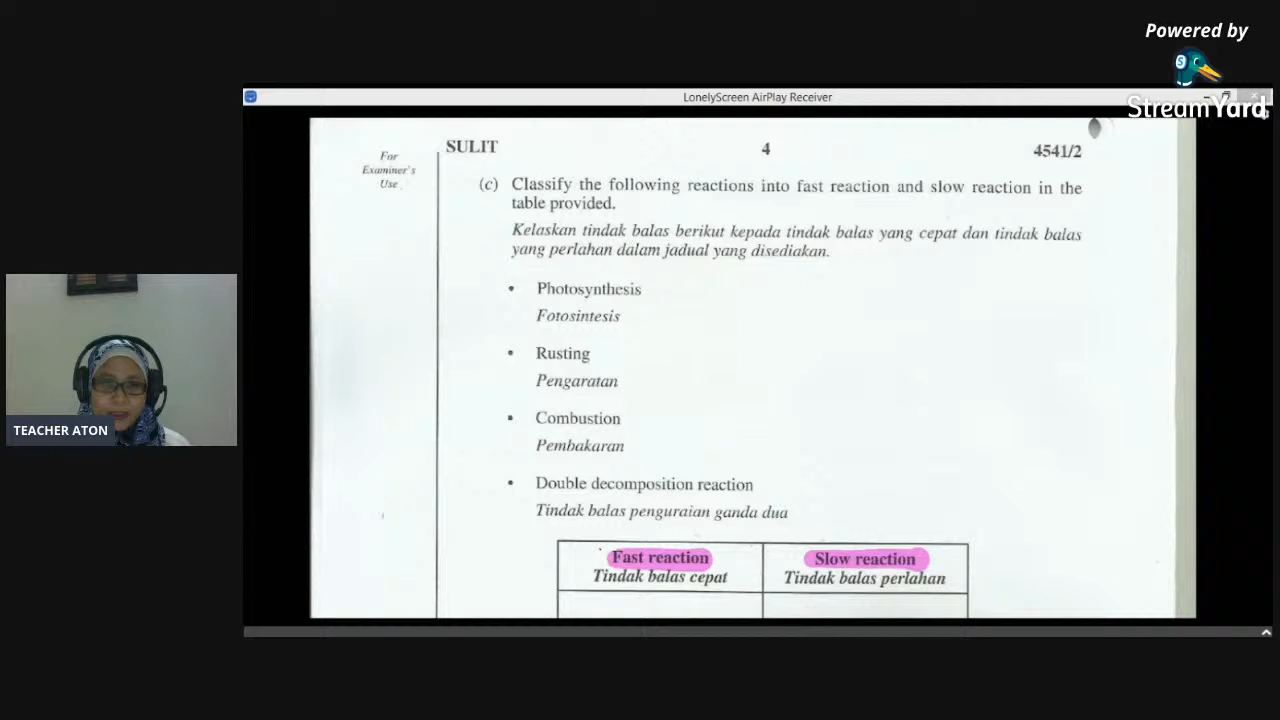 Powered by
StreamYard
LonelyScreen AirPlay Receiver
For
Examiner's
Use
SULIT
4
4541/2
(c) Classify the following reactions into fast reaction and slow reaction in the
table provided.
Kelaskan tindak balas berikut kepada tindak balas yang cepat dan tindak balas
yang perlahan dalam jadual yang disediakan.
• Photosynthesis
Fotosintesis
• Rusting
Pengaratan
• Combustion
Pembakaran
• Double decomposition reaction
Tindak balas penguraian ganda dua
Fast reaction
Tindak balas cepat
Slow reaction
Tindak balas perlahan
TEACHER ATON